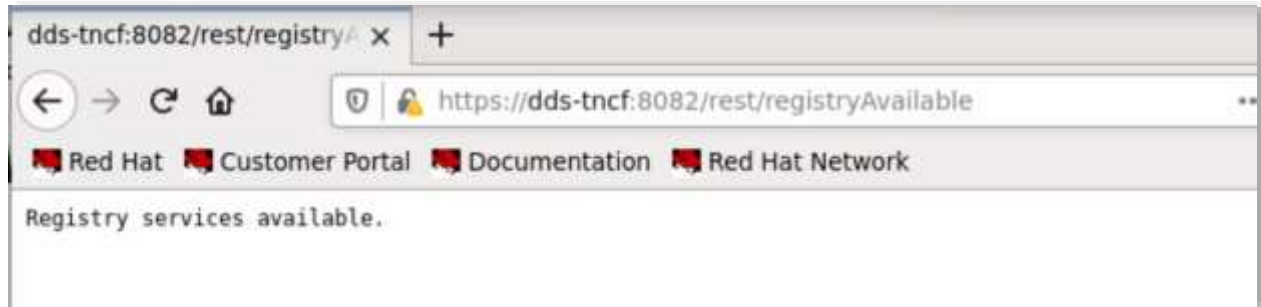 dds-tncf:8082/rest/registryA
https://dds-tncf:8082/rest/registryAvailable
Red Hat Customer Portal Documentation Red Hat Network
Registry services available.